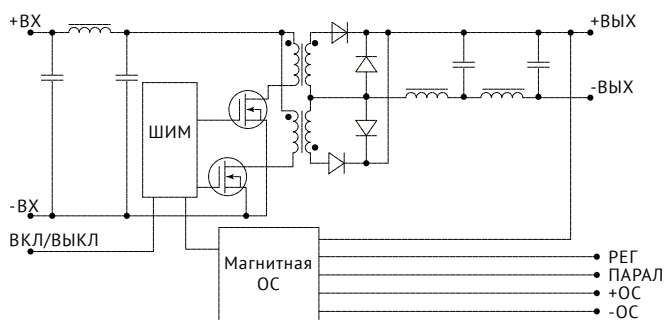 +ВХ
+ВЫХ
-ВЫХ
ШИМ
-ВХ
ВКЛ/ВЫКЛ
Магнитная
ОС
РЕГ
ПАРАЛ
+ОС
-ОС